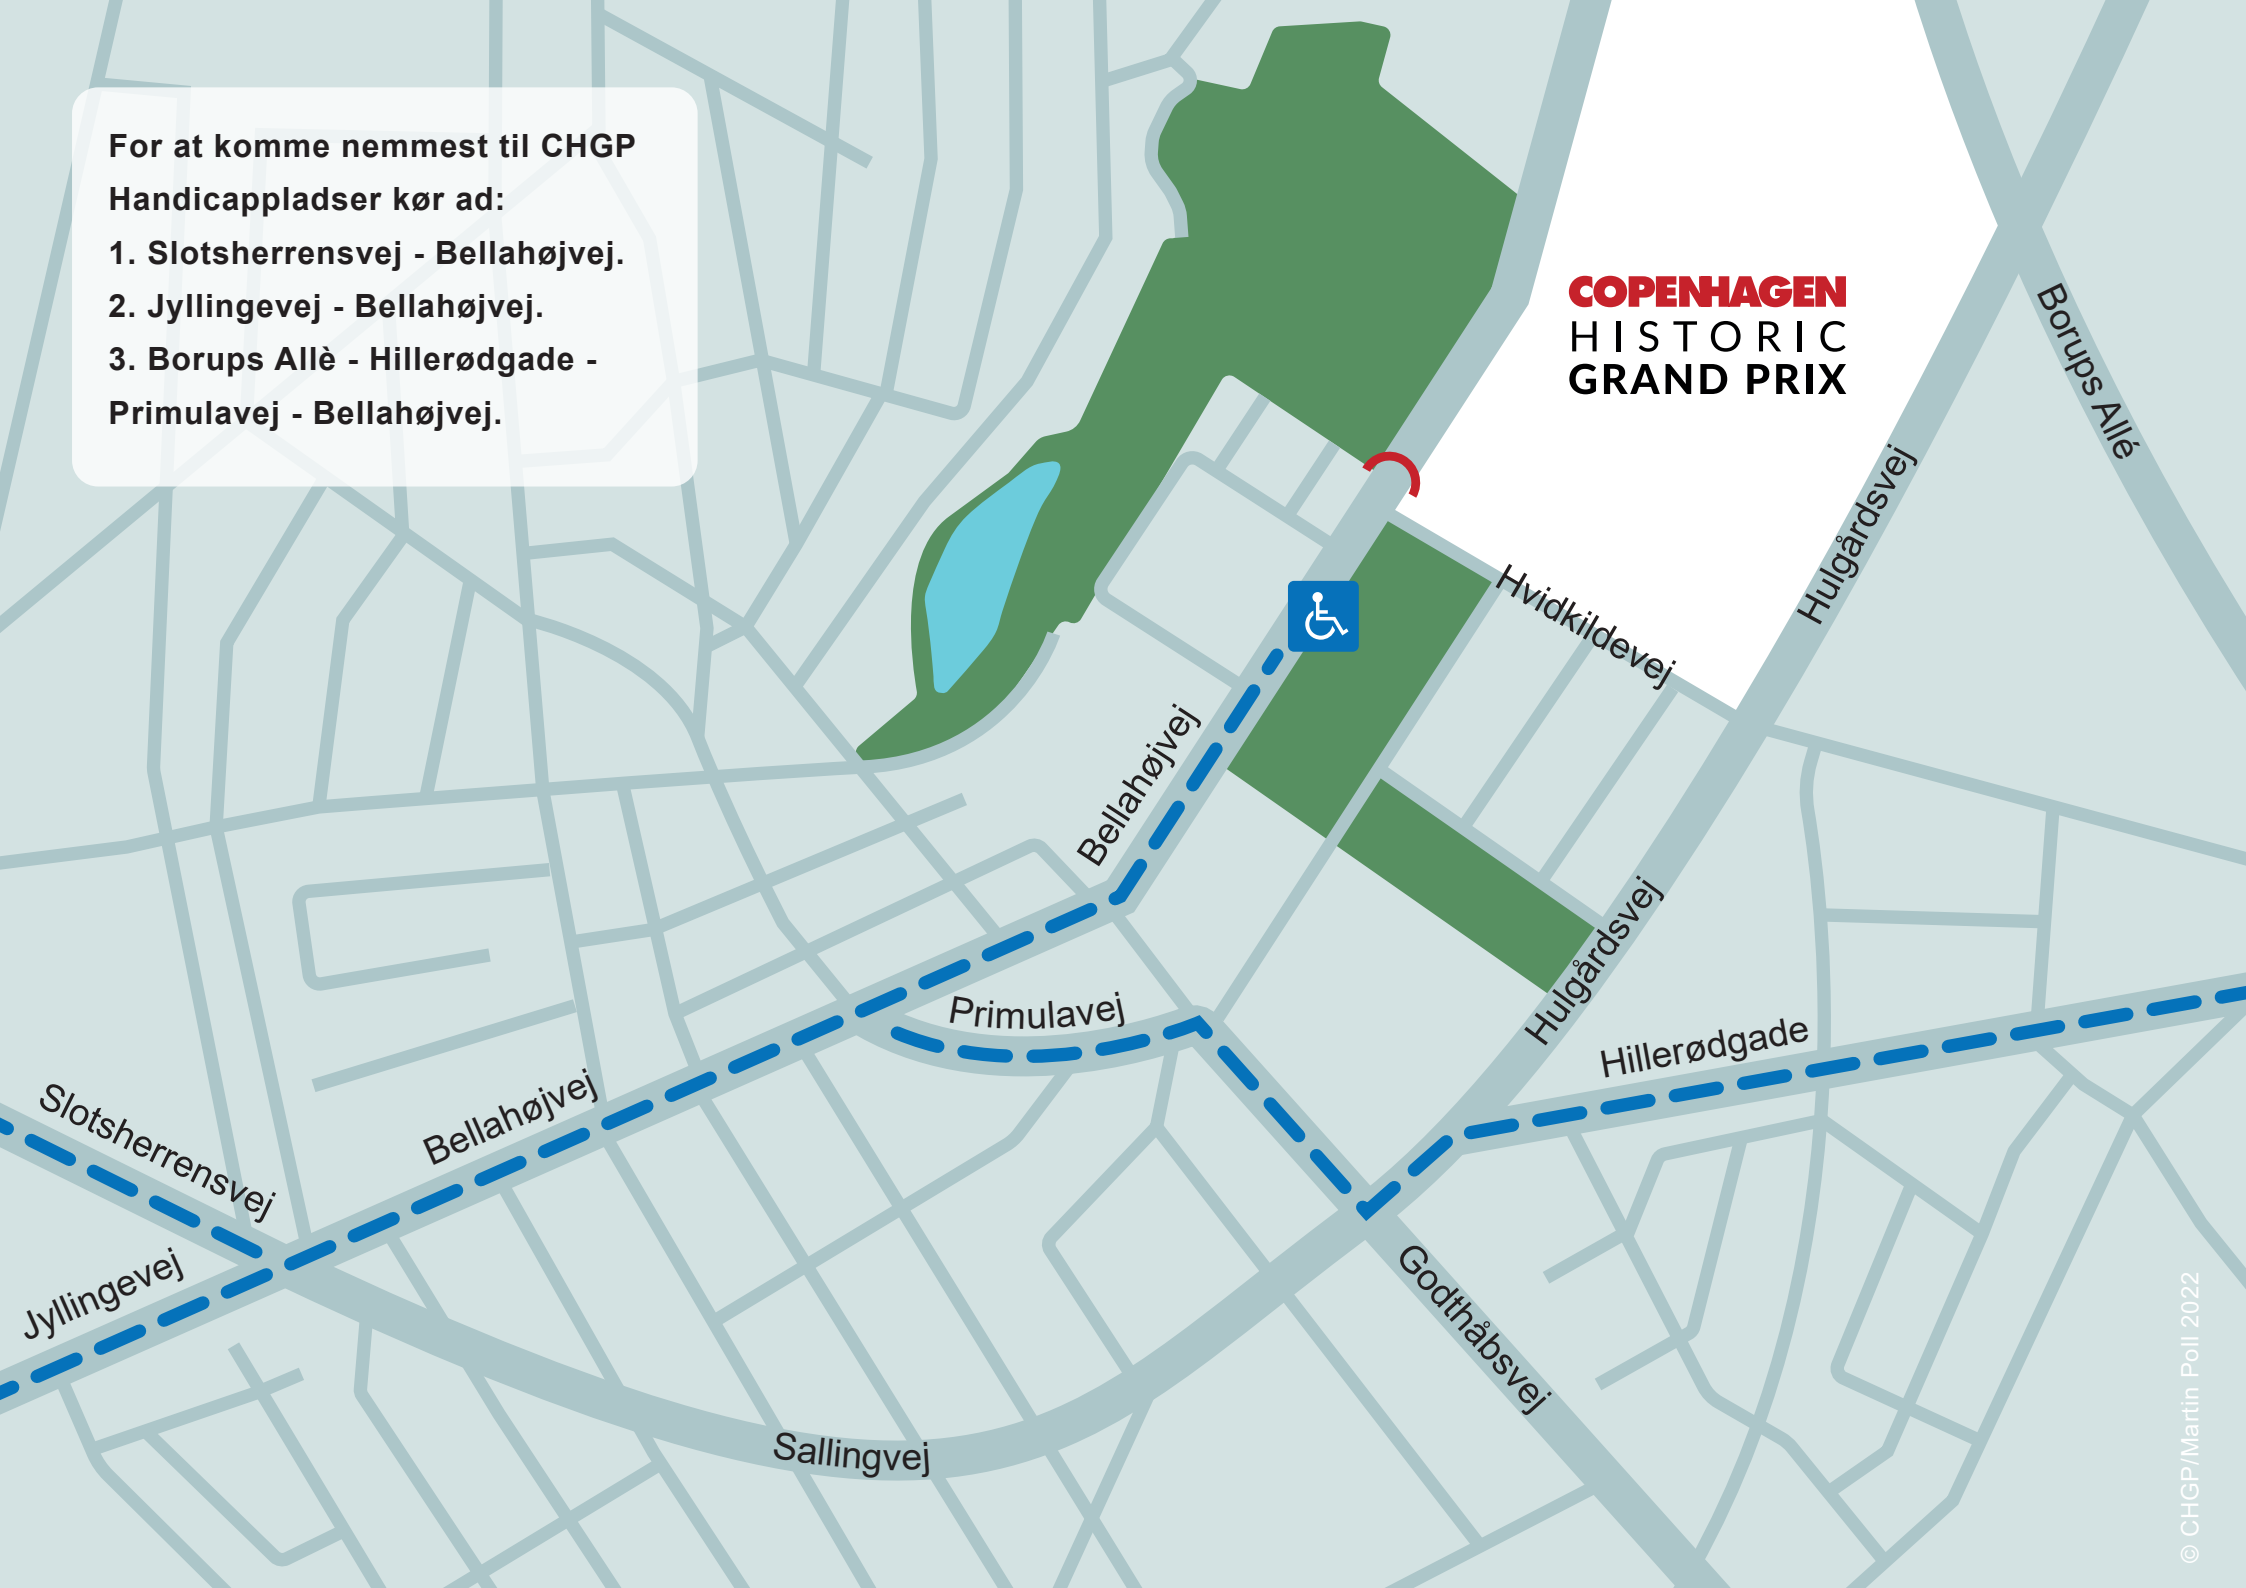 For at komme nemmest til CHGP
Handicappladser kør ad:
1. Slotsherrensvej - Bellahøjvej.
2. Jyllingevej - Bellahøjvej.
3. Borups Allè - Hillerødgade -
Primulavej - Bellahøjvej.
COPENHAGEN
HISTORIC
GRAND PRIX
Borups Allé
Hulgårdsvej
Hvidkildevej
Bellahøjvej
Hulgårdsvej
Primulavej
Hillerødgade
Bellahøjvej
Slotsherrensvej
Jyllingevej
Godthåbsvej
Sallingvej
© CHGP/Martin Poll 2022